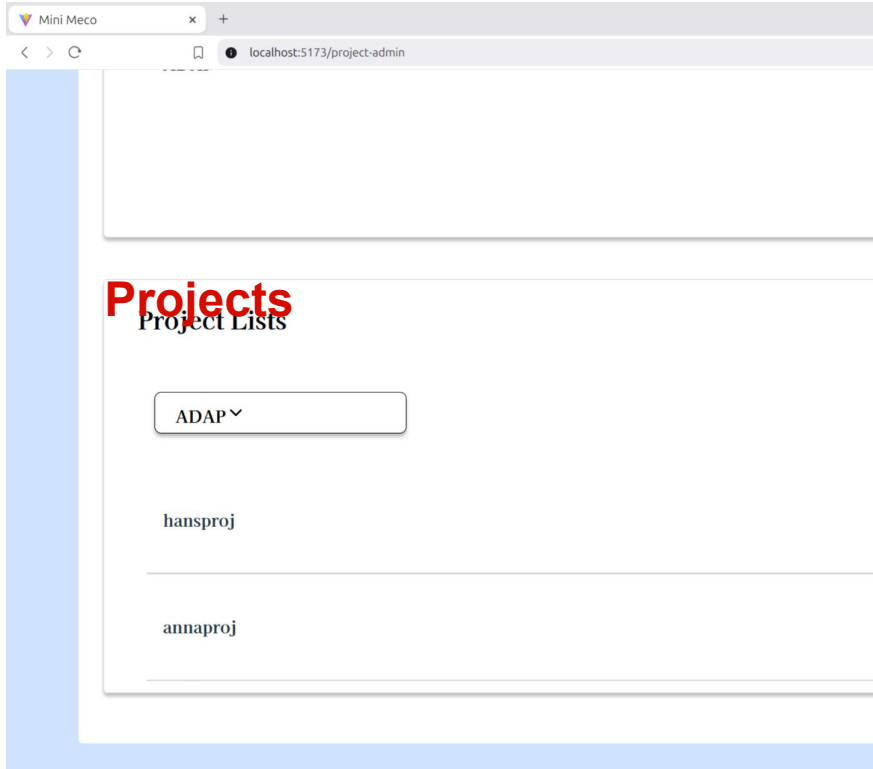 Mini Meco
localhost:5173/project-admin
Projects
Project Lists
ADAP
hansproj
annaproj